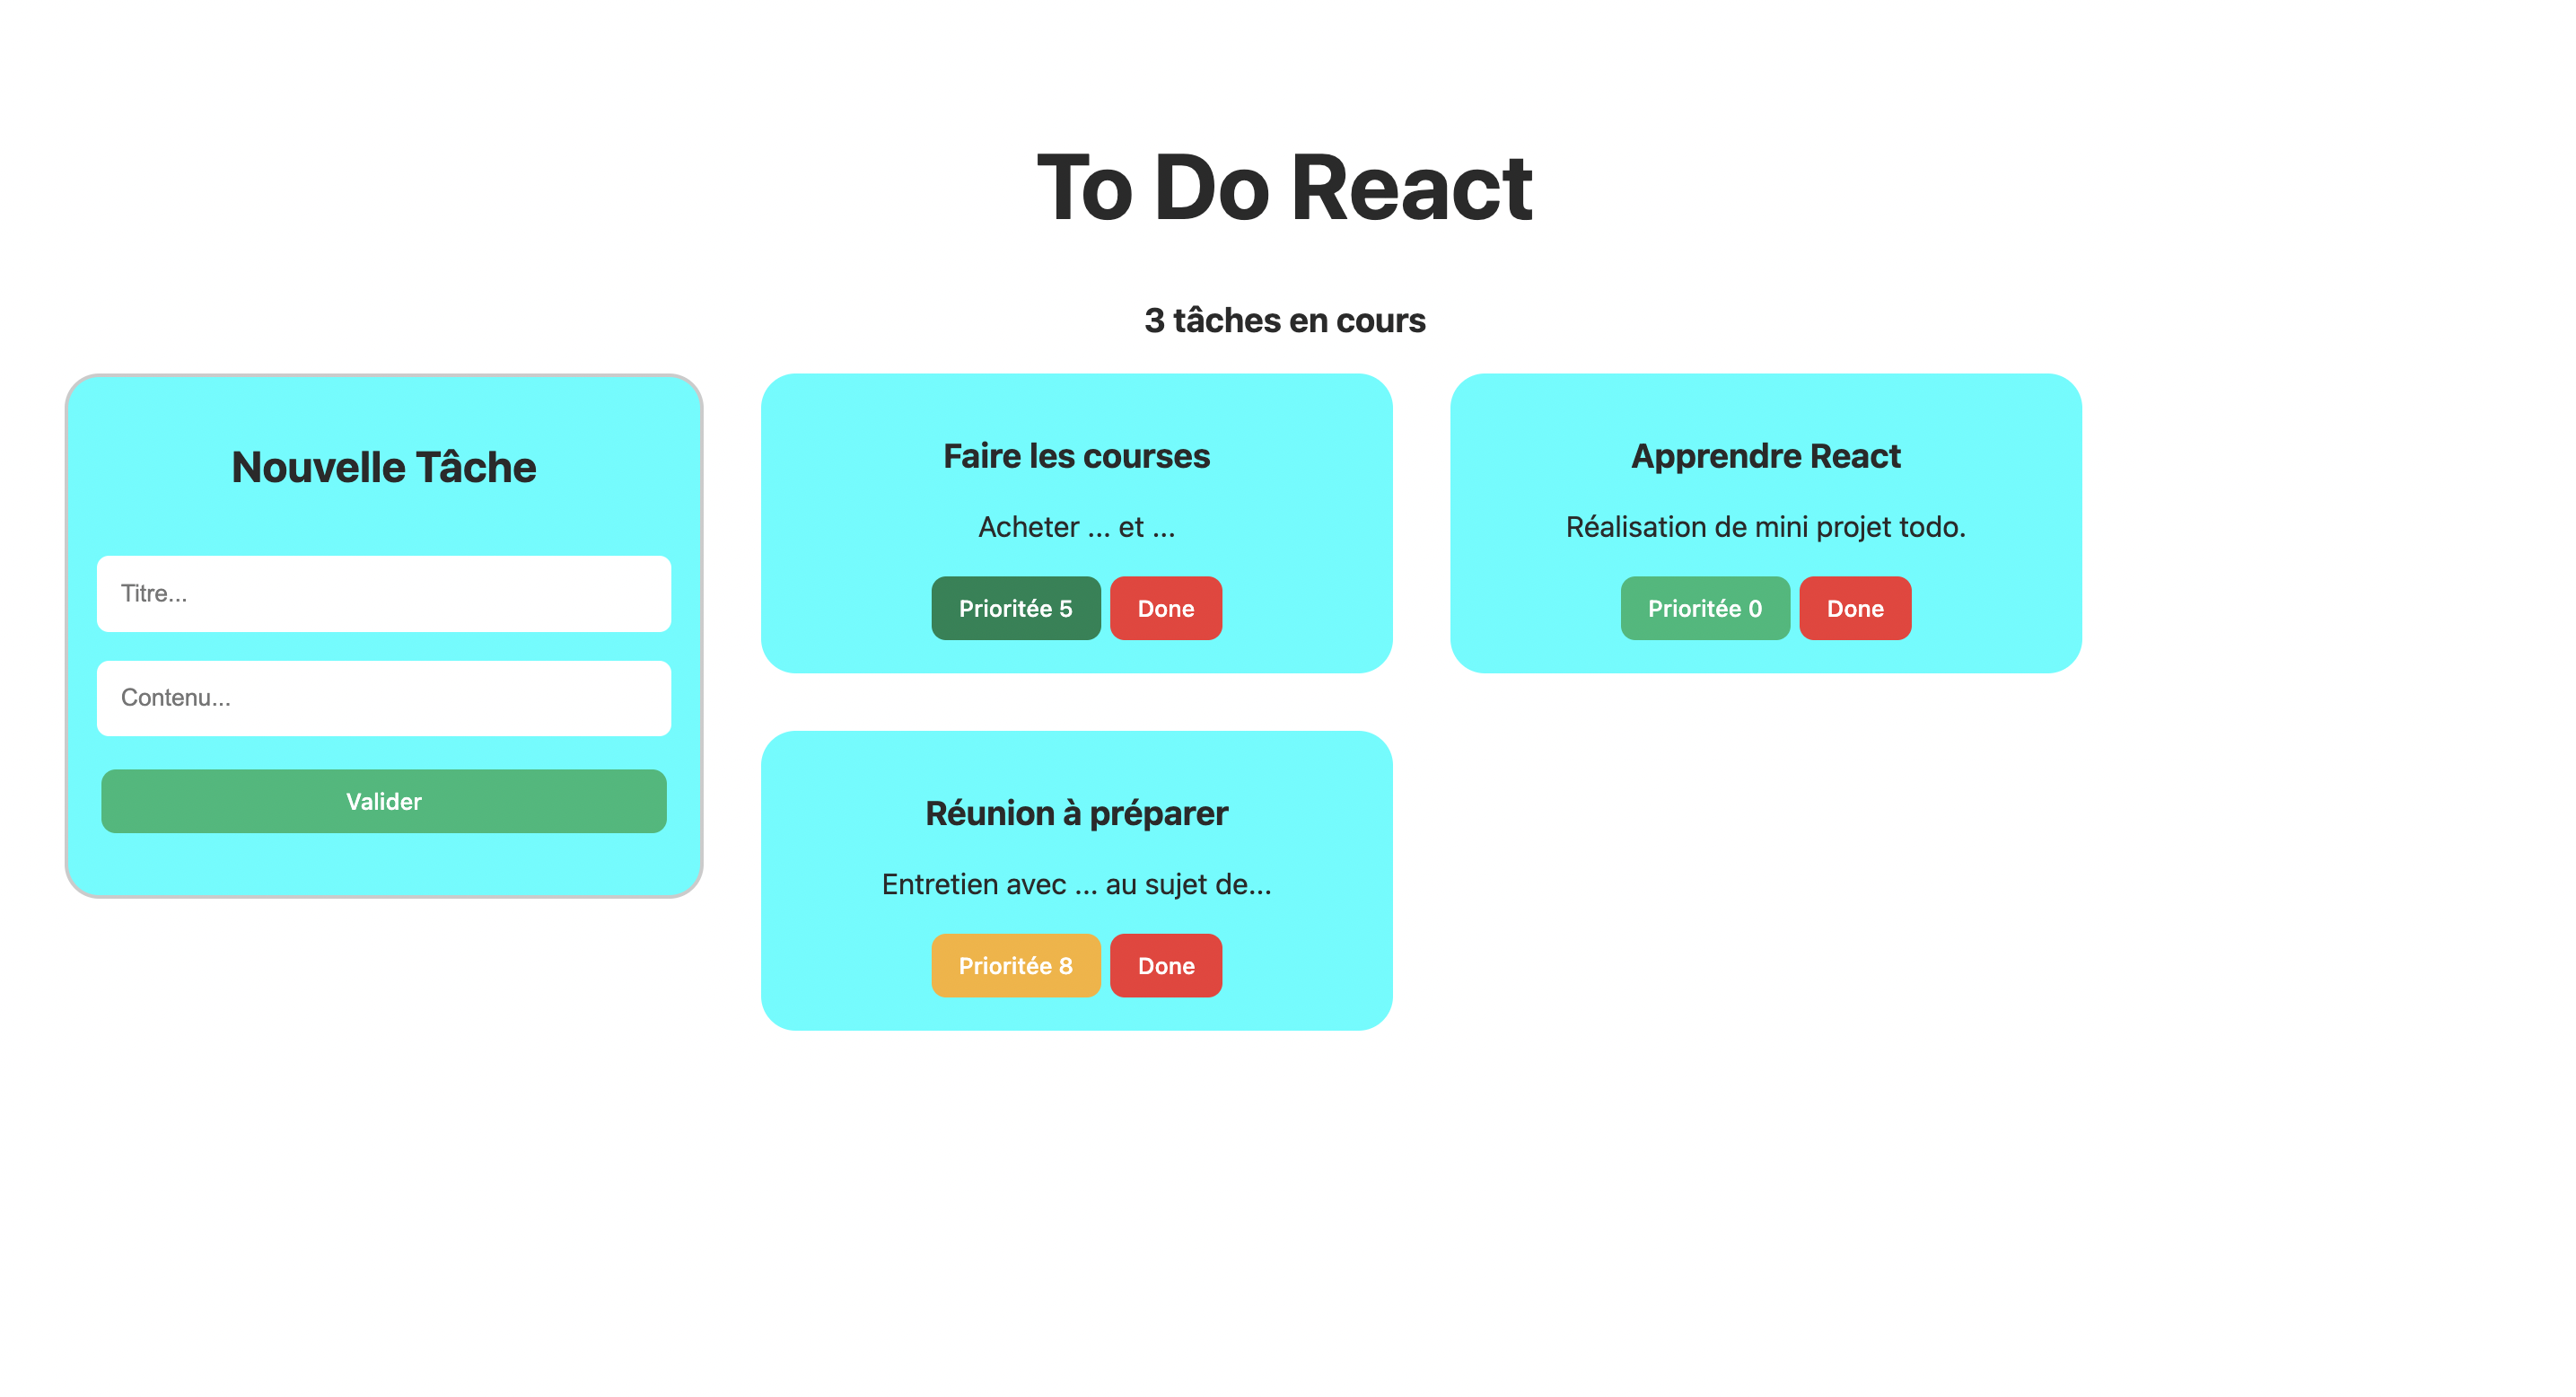 To Do React
3 tâches en cours
Nouvelle Tâche
Titre...
Contenu...
Valider
Faire les courses
Acheter ... et ...
Prioritée 5 Done
Apprendre React
Réalisation de mini projet todo.
Prioritée 0 Done
Réunion à préparer
Entretien avec ... au sujet de...
Prioritée 8 Done